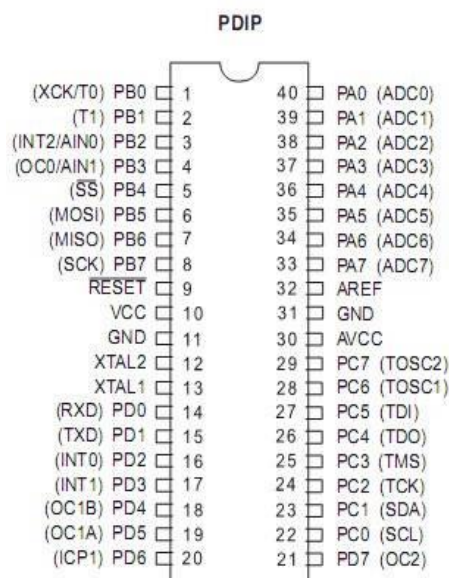 PDIP
(XCK/T0) PB0 1 40 PA0 (ADC0)
(T1) PB1 2 39 PA1 (ADC1)
(INT2/AIN0) PB2 3 38 PA2 (ADC2)
(OC0/AIN1) PB3 4 37 PA3 (ADC3)
(SS) PB4 5 36 PA4 (ADC4)
(MOSI) PB5 6 35 PA5 (ADC5)
(MISO) PB6 7 34 PA6 (ADC6)
(SCK) PB7 8 33 PA7 (ADC7)
RESET 9 32 AREF
VCC 10 31 GND
GND 11 30 AVCC
XTAL2 12 29 PC7 (TOSC2)
XTAL1 13 28 PC6 (TOSC1)
(RXD) PD0 14 27 PC5 (TDI)
(TXD) PD1 15 26 PC4 (TDO)
(INT0) PD2 16 25 PC3 (TMS)
(INT1) PD3 17 24 PC2 (TCK)
(OC1B) PD4 18 23 PC1 (SDA)
(OC1A) PD5 19 22 PC0 (SCL)
(ICP1) PD6 20 21 PD7 (OC2)